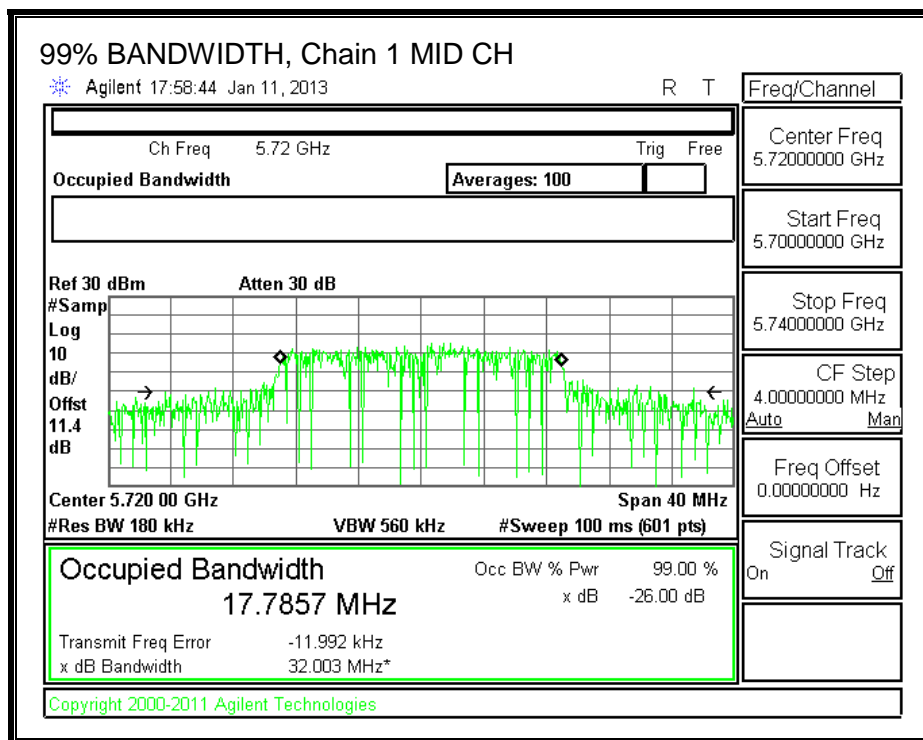 99% BANDWIDTH, Chain 1 MID CH
Agilent 17:58:44 Jan 11, 2013 R T
Freq/Channel
Ch Freq 5.72 GHz Trig Free
Occupied Bandwidth Averages: 100
Center Freq
5.72000000 GHz
Start Freq
5.70000000 GHz
Stop Freq
5.74000000 GHz
CF Step
4.00000000 MHz
Auto Man
Freq Offset
0.00000000 Hz
Signal Track
On Off
Ref 30 dBm Atten 30 dB
#Samp
Log
10
dB/
Offst
11.4
dB
Center 5.720 00 GHz Span 40 MHz
#Res BW 180 kHz VBW 560 kHz #Sweep 100 ms (601 pts)
Occupied Bandwidth Occ BW % Pwr 99.00 %
17.7857 MHz x dB -26.00 dB
Transmit Freq Error -11.992 kHz
x dB Bandwidth 32.003 MHz*
Copyright 2000-2011 Agilent Technologies